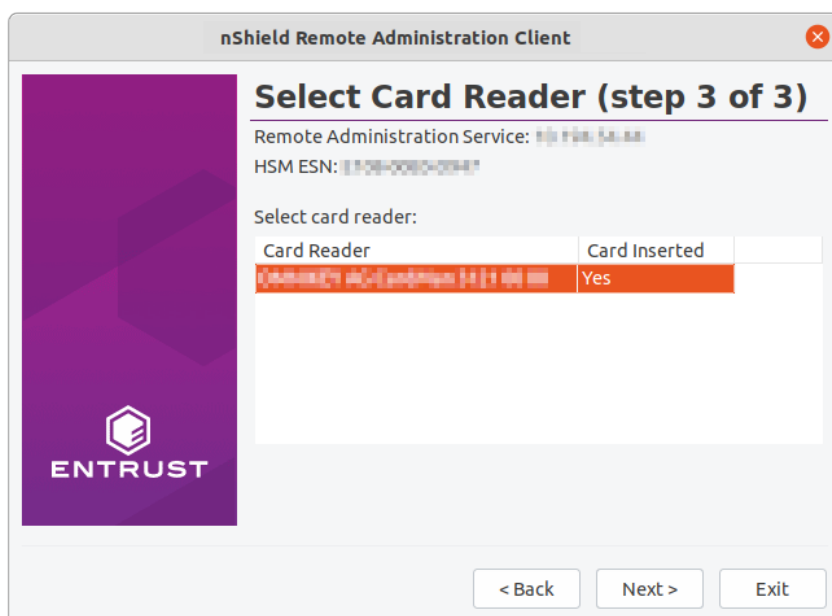 nShield Remote Administration Client
Select Card Reader (step 3 of 3)
Remote Administration Service:
HSM ESN:
Select card reader:
Card Reader Card Inserted
Yes
ENTRUST
< Back Next > Exit